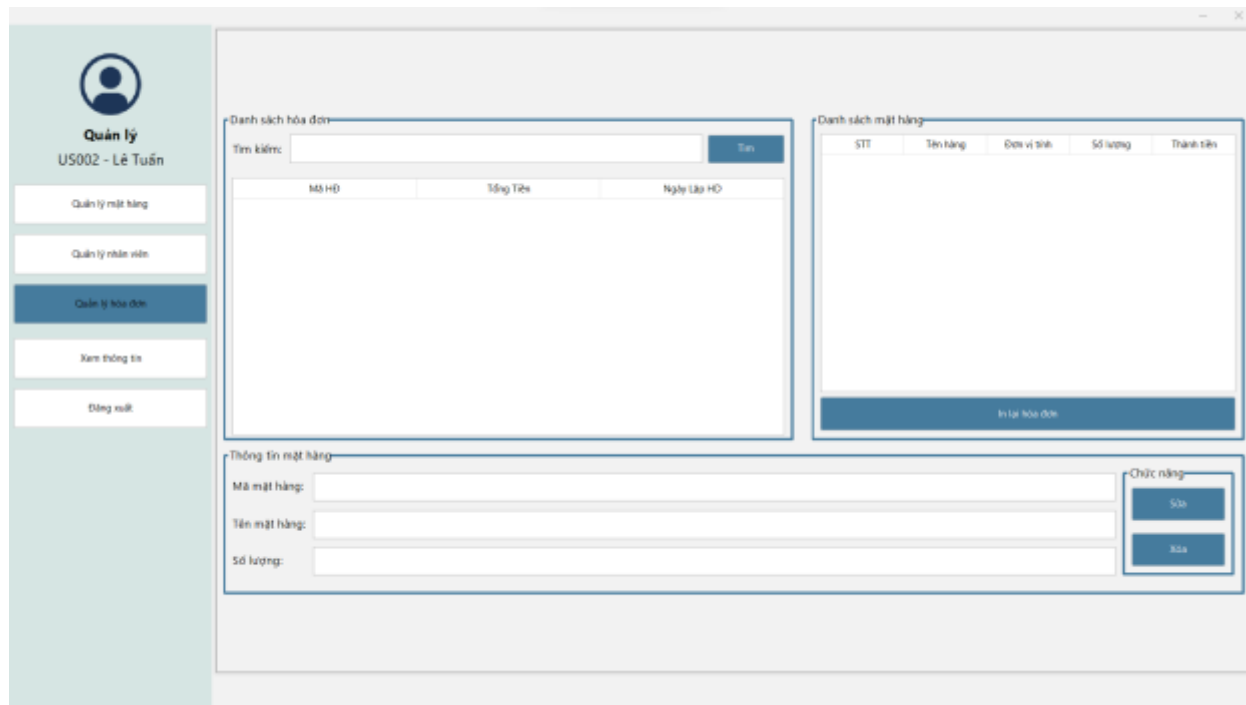 Quản lý
US002 - Lê Tuấn
Quản lý mặt hàng
Quản lý nhân viên
Quản lý hóa đơn
Xem thông tin
Đăng xuất
Danh sách hóa đơn
Tìm kiếm:
Tìm
Mã HĐ
Tổng Tiền
Ngày Lập HD
Danh sách mặt hàng
STT
Tên hàng
Đơn vị tính
Số lượng
Thành tiền
In lại hóa đơn
Thông tin mặt hàng
Mã mặt hàng:
Tên mặt hàng:
Số lượng:
Chức năng
Sửa
Xóa